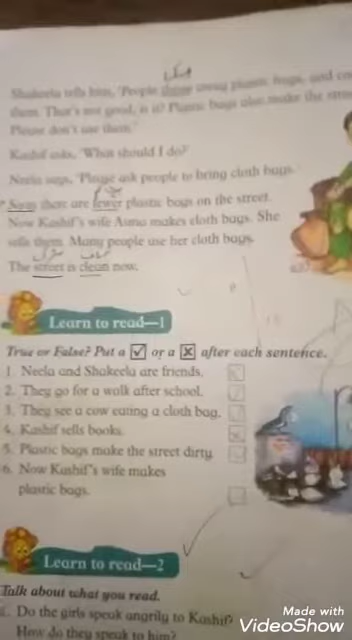 Shakeela tells him, 'People throw away plastic bags, and
them. That's not good, is it? Plastic bags also make the
Please don't use them.'
Kashif asks, 'What should I do?'
Neela says, 'Please ask people to bring cloth bags.'
Soon there are fewer plastic bags on the street.
Now Kashif's wife Asma makes cloth bags. She
sells them. Many people use her cloth bags.
The street is clean now.
Learn to read—1
True or False? Put a ✓ or a ✗ after each sentence.
1. Neela and Shakeela are friends.
2. They go for a walk after school.
3. They see a cow eating a cloth bag.
4. Kashif sells books.
5. Plastic bags make the street dirty.
6. Now Kashif's wife makes
plastic bags.
Learn to read—2
Talk about what you read.
1. Do the girls speak angrily to Kashif?
How do they speak to him?
Made with
VideoShow